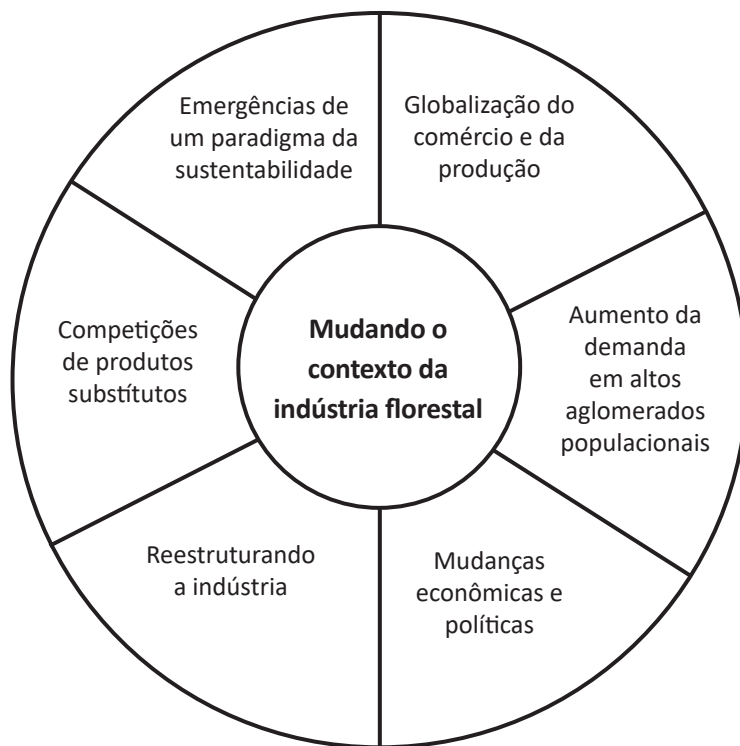 Emergências de
um paradigma da
sustentabilidade
Globalização do
comércio e da
produção
Competições
de produtos
substítutos
Mudando o
contexto da
indústria florestal
Aumento da
demanda
em altos
aglomerados
populacionais
Reestruturando
a indústria
Mudanças
econômicas e
políticas